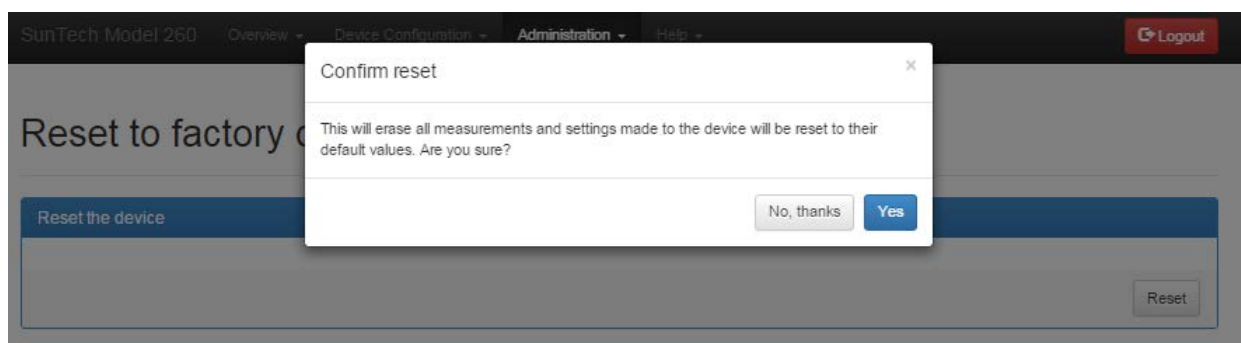 SunTech Model 260 Overview Device Configuration Administration Help Logout
Confirm reset ×
Reset to factory
This will erase all measurements and settings made to the device will be reset to their
default values. Are you sure?
No, thanks Yes
Reset the device
Reset